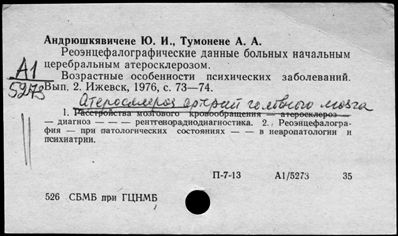 Андрюшкявичене Ю. И., Тумонене А. А.
Реоэнцефалографические данные больных начальным
церебральным атеросклерозом.
А1
5273
Возрастные особенности психических заболеваний.
Вып. 2. Ижевск, 1976, с. 73—74.
Атеросклероз артерий головного мозга
1. Расстройства мозгового кровообращения — атеросклероз —
— диагноз — — — рентгенорадиодиагностика. 2. Реоэнцефалогра-
фия — при патологических состояниях — — в невропатологии и
психиатрии.
П-7-13 А1/5273 35
526 СБМБ при ГЦНМБ